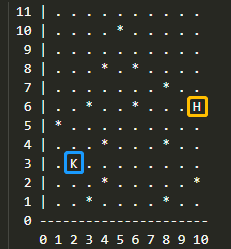 11 | . . . . . . . . . .
10 | . . . . * . . . . .
9 | . . . . . . . . . .
8 | . . . * . * . . . .
7 | . . . . . . . * . .
6 | . . * . . * . . . H
5 | * . . . . . . . . .
4 | . . . * . . . * . .
3 | . K . . . . . . . .
2 | . . . * . . . . . *
1 | . . * . . . . * . .
0 ----------------------
0 1 2 3 4 5 6 7 8 9 10